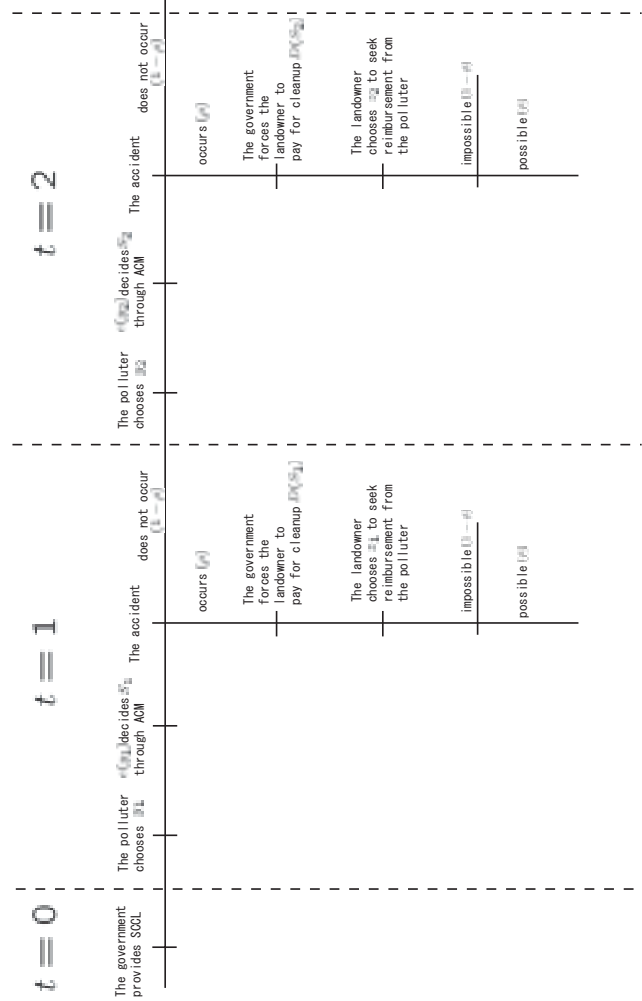 t = 0
The government
provides SCCL
t = 1
The polluter
chooses
decides
through ACM
The accident
does not occur
occurs
The government
forces the
landowner to
pay for cleanup
The landowner
chooses to seek
reimbursement from
the polluter
impossible
possible
t = 2
The polluter
chooses
decides
through ACM
The accident
does not occur
occurs
The government
forces the
landowner to
pay for cleanup
The landowner
chooses to seek
reimbursement from
the polluter
impossible
possible